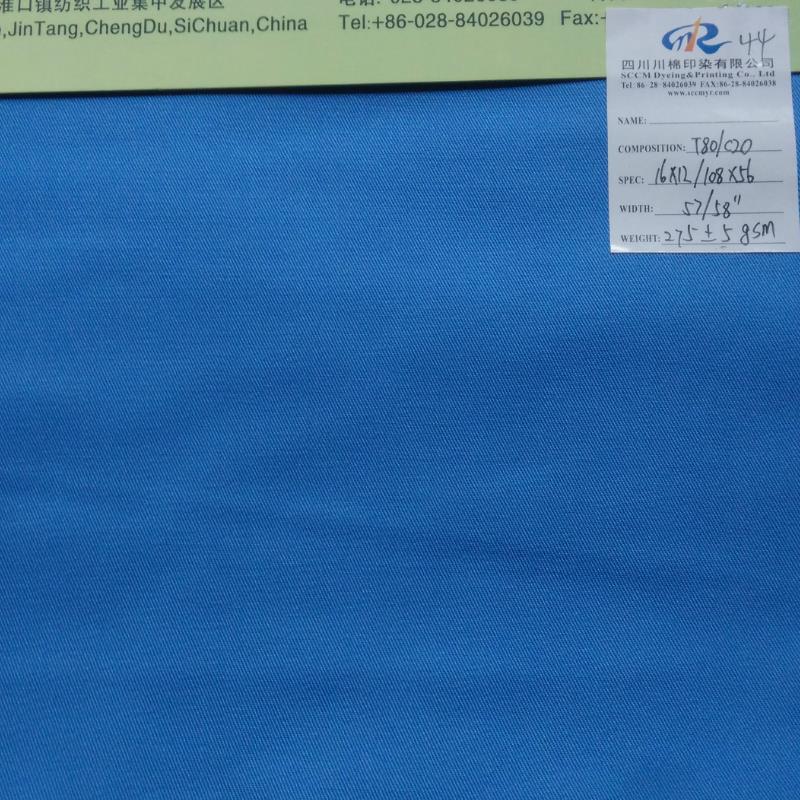 淮口镇纺织工业集中发展区
,JinTang,ChengDu,SiChuan,China
Tel:+86-028-84026039 Fax:+
44
四川川棉印染有限公司
SCCM Dyeing&Printing Co., Ltd
Tel: 86-28-84026039 FAX:86-28-84026038
www.sccmyr.com
NAME:
COMPOSITION: T80/C20
SPEC: 16X12/108X56
WIDTH: 57/58"
WEIGHT: 275±5 gSM